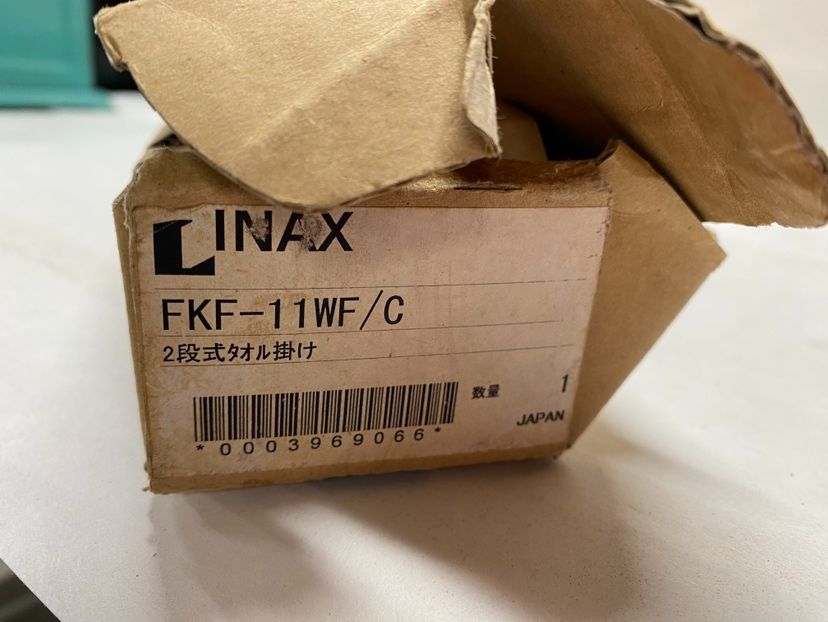 INAX
FKF-11WF/C
2段式ﾀｵﾙ掛け
数量 1
*0003969066*
JAPAN